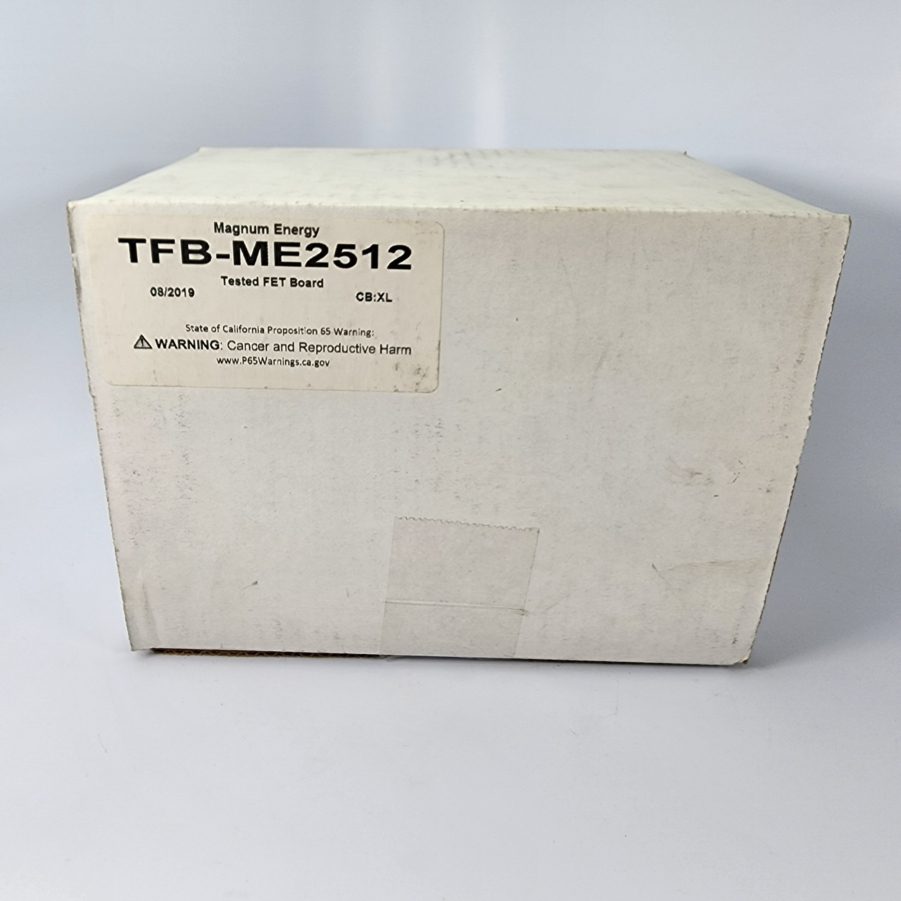 Magnum Energy
TFB-ME2512
Tested FET Board
08/2019 CB:XL
State of California Proposition 65 Warning:
⚠ WARNING: Cancer and Reproductive Harm
www.P65Warnings.ca.gov